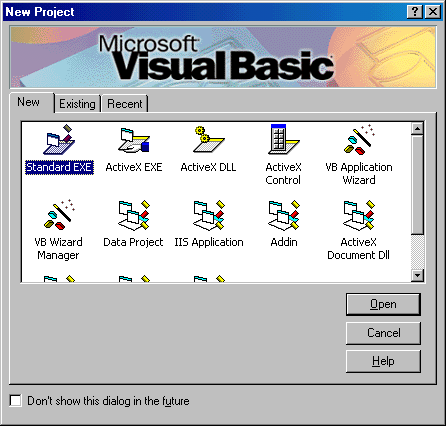 New Project
Microsoft
Visual Basic
New Existing Recent
Standard EXE ActiveX EXE ActiveX DLL ActiveX Control VB Application Wizard
VB Wizard Manager Data Project IIS Application Addin ActiveX Document Dll
Open
Cancel
Help
Don't show this dialog in the future